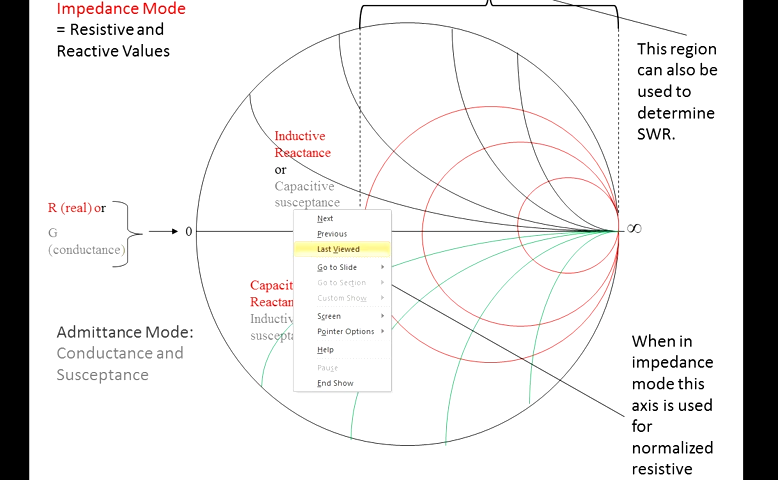 Impedance Mode
= Resistive and
Reactive Values
This region
can also be
used to
determine
SWR.
Inductive
Reactance
or
Capacitive
susceptance
R (real) or
G
(conductance)
0
∞
Next
Previous
Last Viewed
Go to Slide
Go to Section
Custom Show
Screen
Pointer Options
Help
Pause
End Show
Admittance Mode:
Conductance and
Susceptance
When in
impedance
mode this
axis is used
for
normalized
resistive